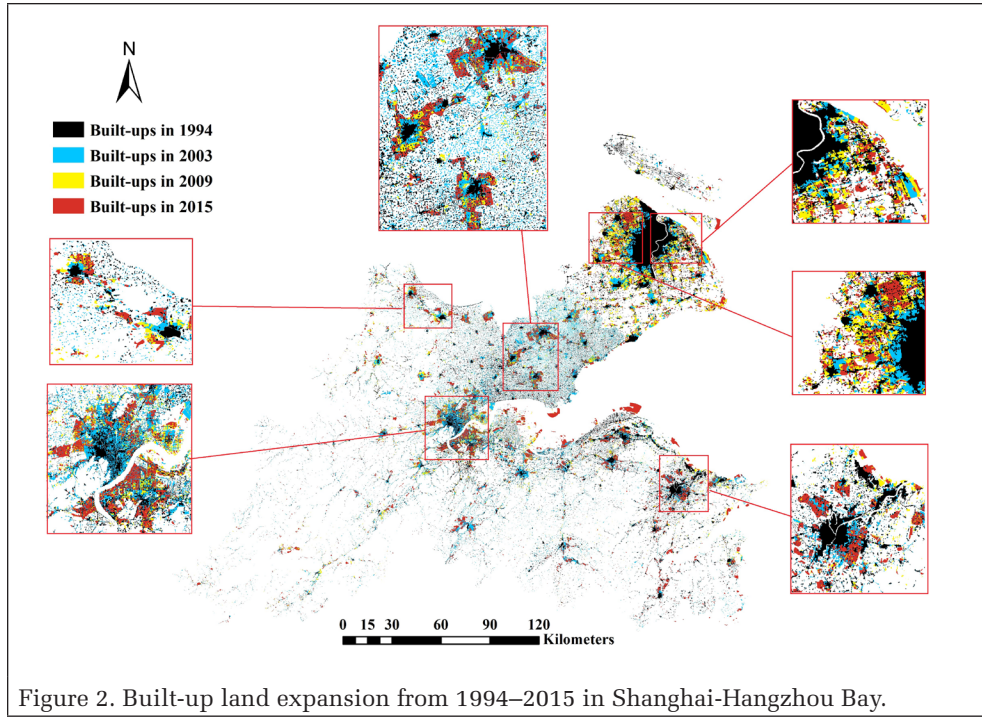 N
Built-ups in 1994
Built-ups in 2003
Built-ups in 2009
Built-ups in 2015
0 15 30 60 90 120
Kilometers
Figure 2. Built-up land expansion from 1994–2015 in Shanghai-Hangzhou Bay.